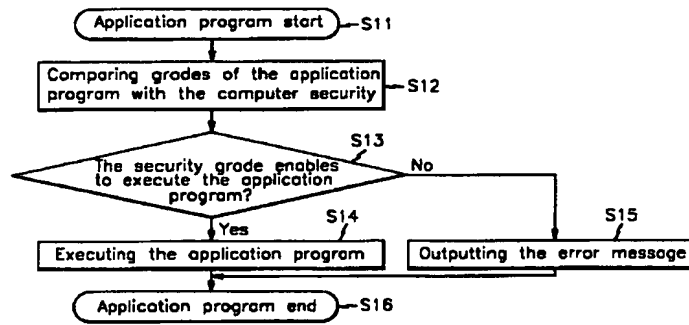 Application program start
S11
Comparing grades of the application
program with the computer security
S12
S13
The security grade enables
to execute the application
program?
No
Yes
S14
S15
Executing the application program
Outputting the error message
Application program end
S16